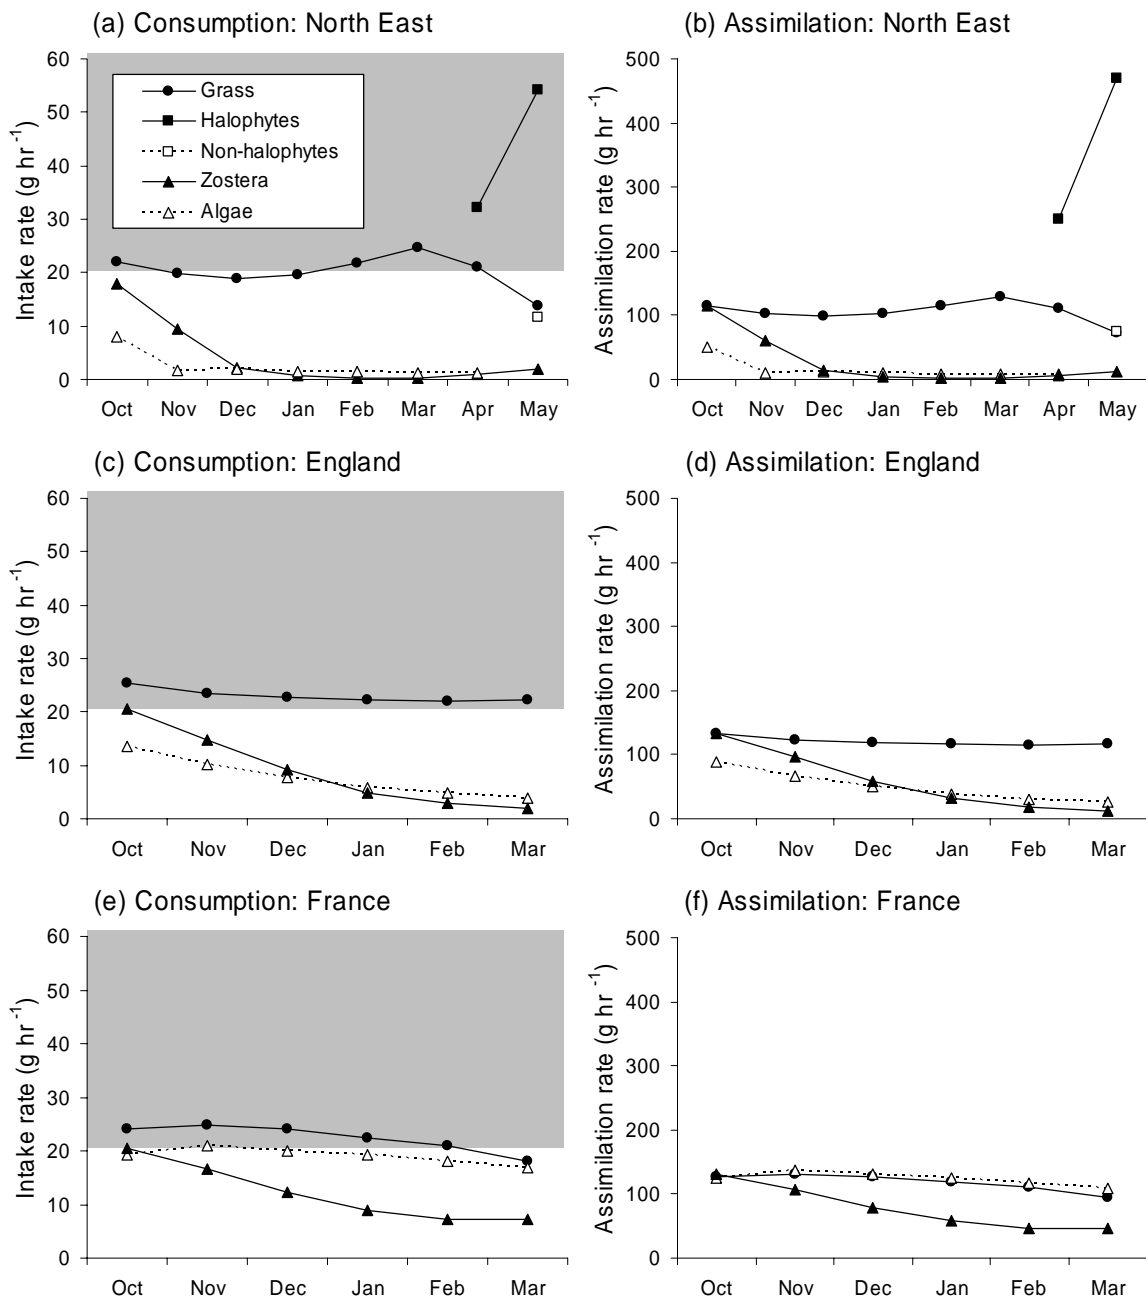 (a) Consumption: North East
Intake rate (g hr -1)
60
50
40
30
20
10
0
Grass
Halophytes
Non-halophytes
Zostera
Algae
Oct Nov Dec Jan Feb Mar Apr May
(b) Assimilation: North East
Assimilation rate (g hr -1)
500
400
300
200
100
0
Oct Nov Dec Jan Feb Mar Apr May
(c) Consumption: England
Intake rate (g hr -1)
60
50
40
30
20
10
0
Oct Nov Dec Jan Feb Mar
(d) Assimilation: England
Assimilation rate (g hr -1)
500
400
300
200
100
0
Oct Nov Dec Jan Feb Mar
(e) Consumption: France
Intake rate (g hr -1)
60
50
40
30
20
10
0
Oct Nov Dec Jan Feb Mar
(f) Assimilation: France
Assimilation rate (g hr -1)
500
400
300
200
100
0
Oct Nov Dec Jan Feb Mar